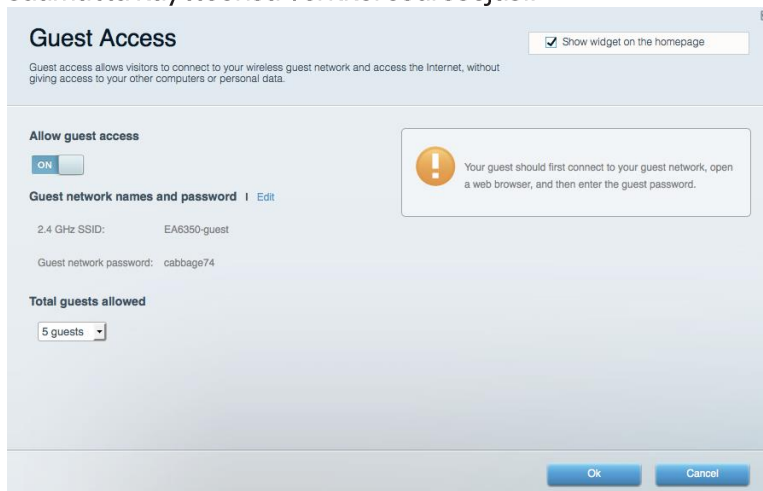 Guest Access
Show widget on the homepage
Guest access allows visitors to connect to your wireless guest network and access the Internet, without
giving access to your other computers or personal data.
Allow guest access
ON
Your guest should first connect to your guest network, open
a web browser, and then enter the guest password.
Guest network names and password | Edit
2.4 GHz SSID: EA6350-guest
Guest network password: cabbage74
Total guests allowed
5 guests
Ok Cancel